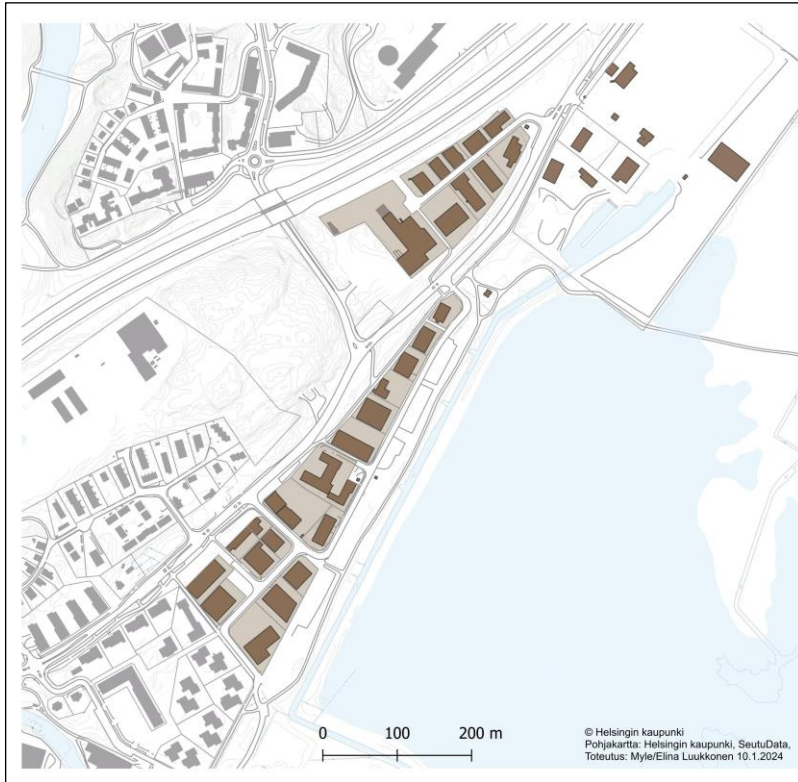 0 100 200 m
© Helsingin kaupunki
Pohjakartta: Helsingin kaupunki, SeutuData,
Toteutus: Myle/Elina Luukkonen 10.1.2024